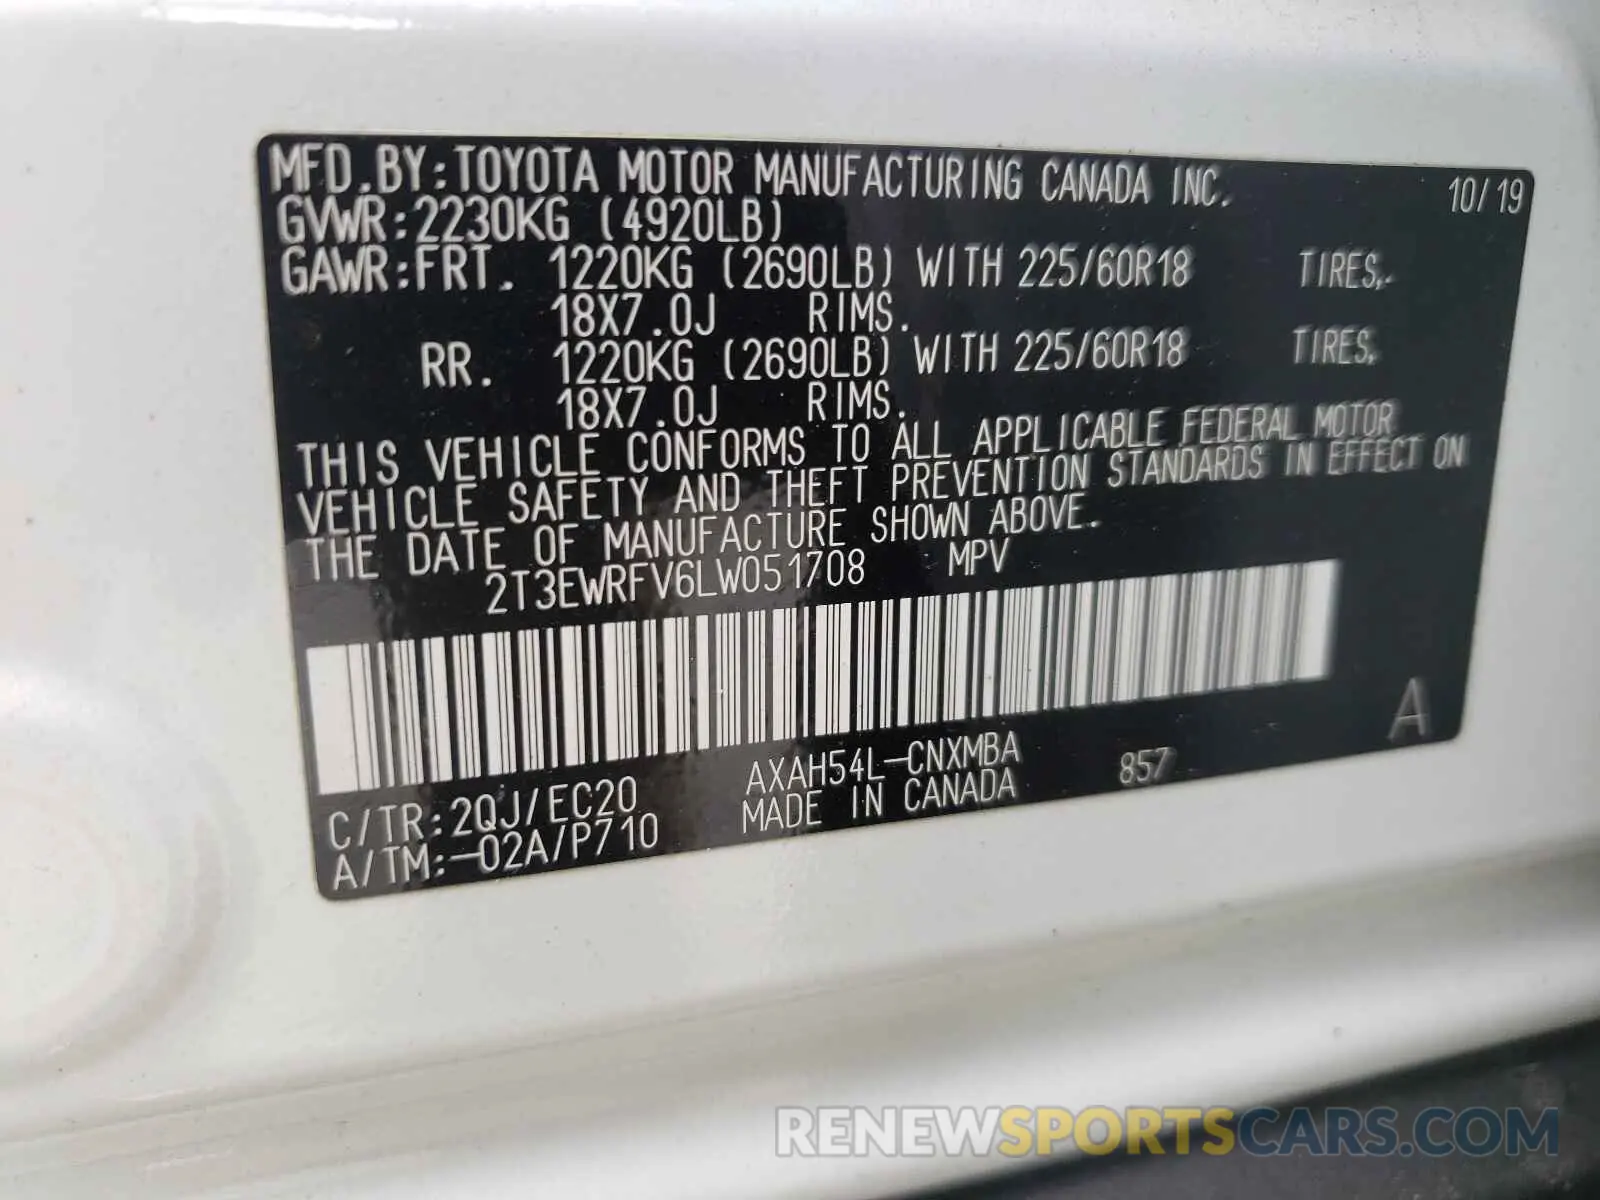 MFD.BY:TOYOTA MOTOR MANUFACTURING CANADA INC. 10/19
GVWR:2230KG (4920LB)
GAWR:FRT. 1220KG (2690LB) WITH 225/60R18 TIRES,
18X7.0J RIMS.
RR. 1220KG (2690LB) WITH 225/60R18 TIRES,
18X7.0J RIMS.
THIS VEHICLE CONFORMS TO ALL APPLICABLE FEDERAL MOTOR
VEHICLE SAFETY AND THEFT PREVENTION STANDARDS IN EFFECT ON
THE DATE OF MANUFACTURE SHOWN ABOVE.
2T3EWRFV6LW051708 MPV
A
C/TR:2QJ/EC20 AXAH54L-CNXMBA 857
A/TM:-02A/P710 MADE IN CANADA
RENEWSPORTSCARS.COM